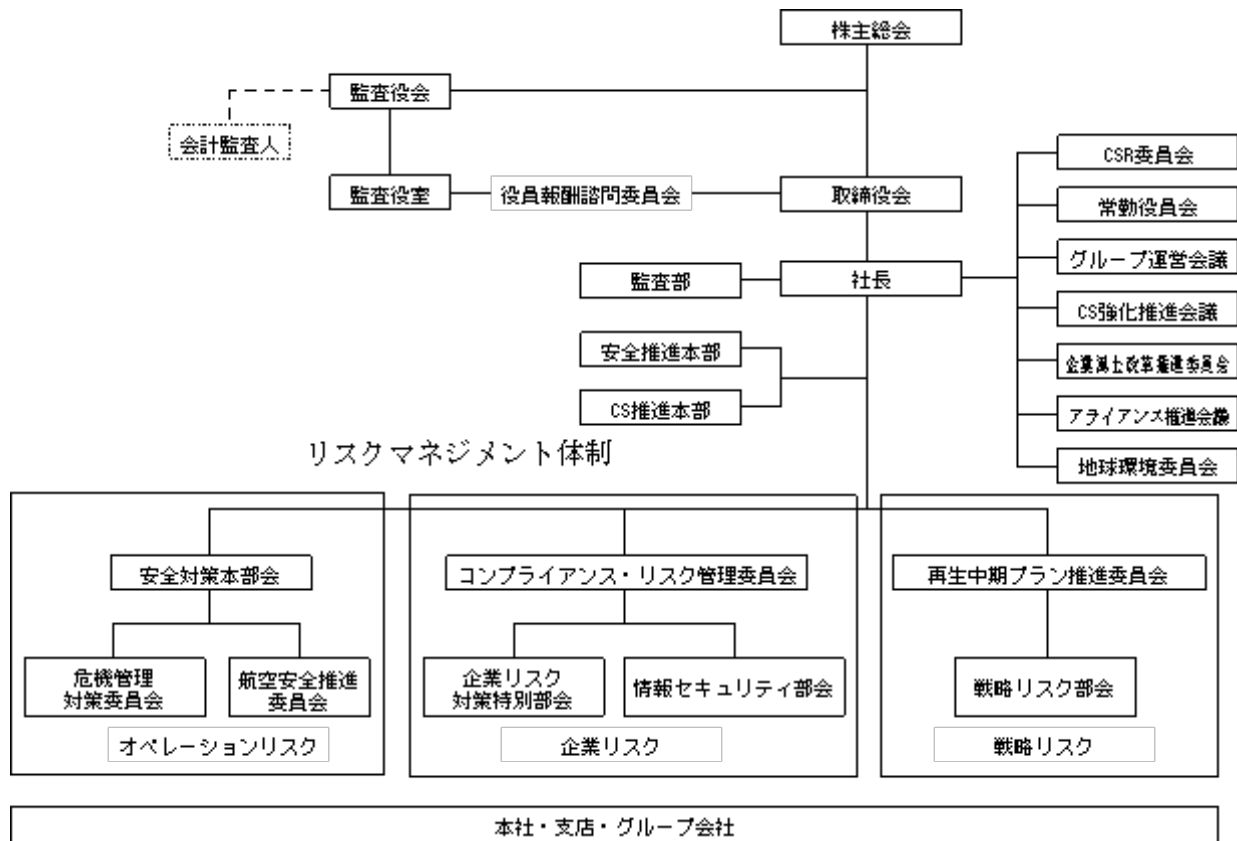 株主総会
監査役会
会計監査人
監査役室
役員報酬諮問委員会
取締役会
CSR委員会
常勤役員会
グループ運営会議
CS強化推進会議
企業風土改革推進委員会
アライアンス推進会議
地球環境委員会
監査部
社長
安全推進本部
CS推進本部
リスクマネジメント体制
安全対策本部会
コンプライアンス・リスク管理委員会
再生中期プラン推進委員会
危機管理
対策委員会
航空安全推進
委員会
企業リスク
対策特別部会
情報セキュリティ部会
戦略リスク部会
オペレーションリスク
企業リスク
戦略リスク
本社・支店・グループ会社